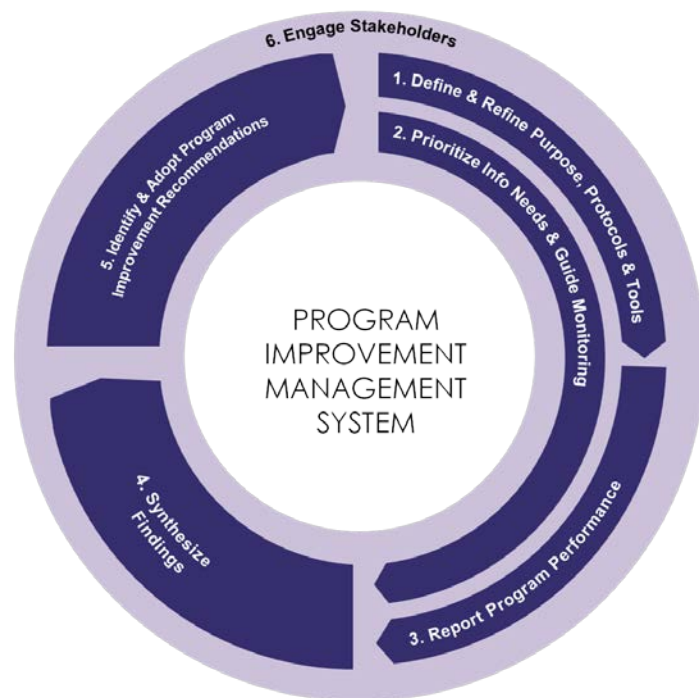 6. Engage Stakeholders
1. Define & Refine Purpose, Protocols & Tools
2. Prioritize Info Needs & Guide Monitoring
3. Report Program Performance
4. Synthesize
Findings
5. Identify & Adopt Program
Improvement Recommendations
PROGRAM
IMPROVEMENT
MANAGEMENT
SYSTEM